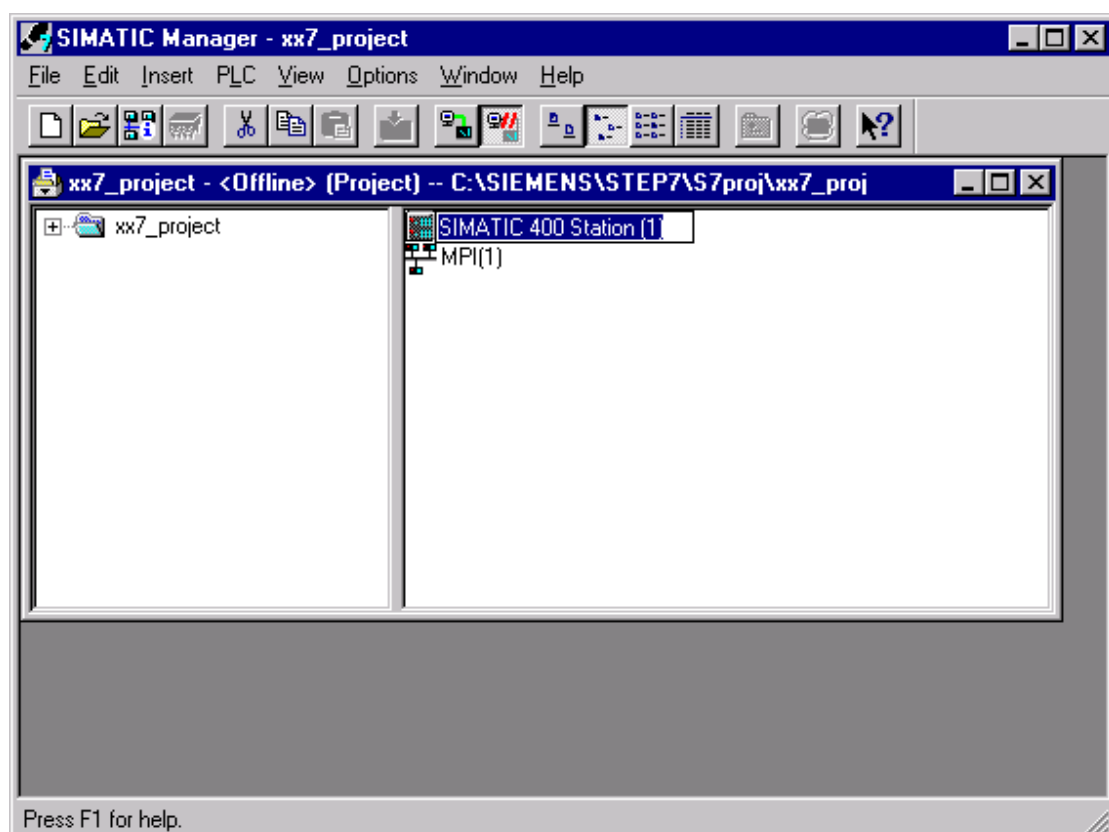 SIMATIC Manager - xx7_project
File Edit Insert PLC View Options Window Help
xx7_project - <Offline> (Project) -- C:\SIEMENS\STEP7\S7proj\xx7_proj
xx7_project
SIMATIC 400 Station (1)
MPI(1)
Press F1 for help.